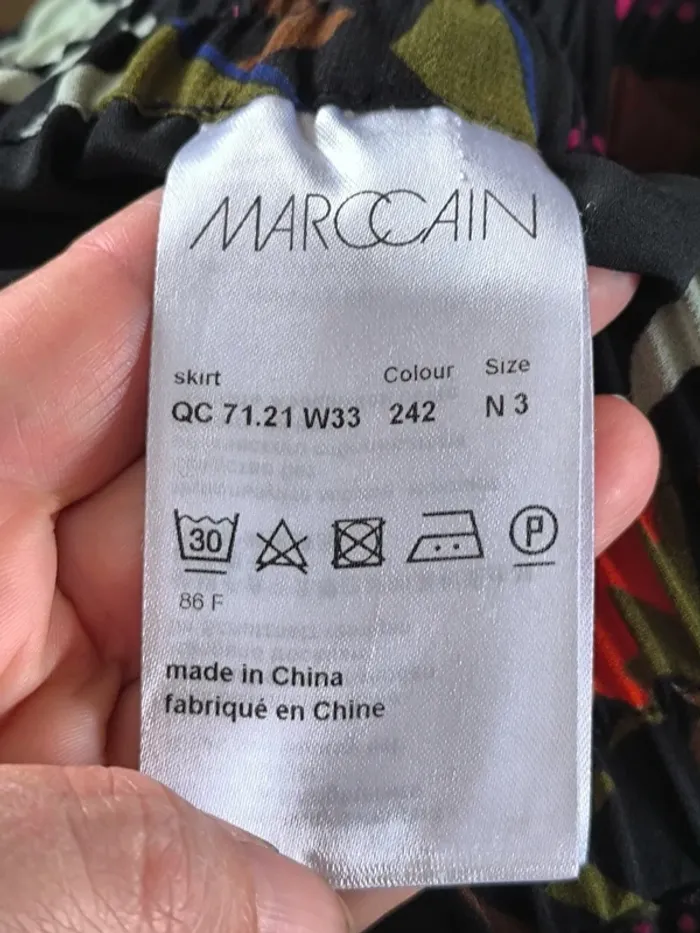 MARCCAIN
skirt Colour Size
QC 71.21 W33 242 N 3
30 P
86 F
made in China
fabriqué en Chine